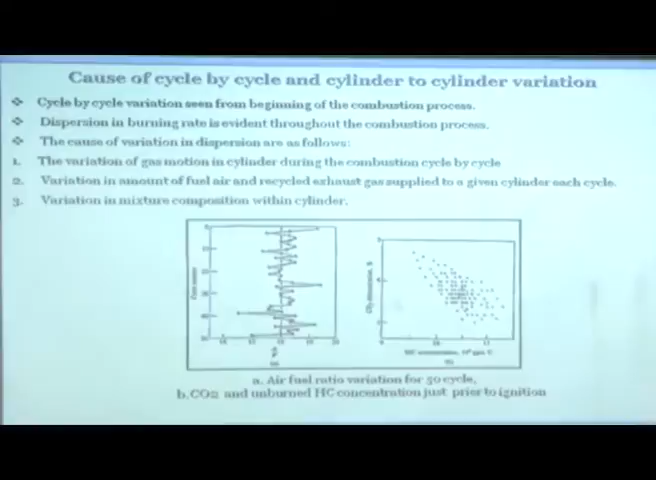 Cause of cycle by cycle and cylinder to cylinder variation
❖ Cycle by cycle variation seen from beginning of the combustion process.
❖ Dispersion in burning rate is evident throughout the combustion process.
❖ The cause of variation in dispersion are as follows:
1. The variation of gas motion in cylinder during the combustion cycle by cycle
2. Variation in amount of fuel air and recycled exhaust gas supplied to a given cylinder each cycle.
3. Variation in mixture composition within cylinder.
a. Air fuel ratio variation for 50 cycle,
b. CO2 and unburned HC concentration just prior to ignition